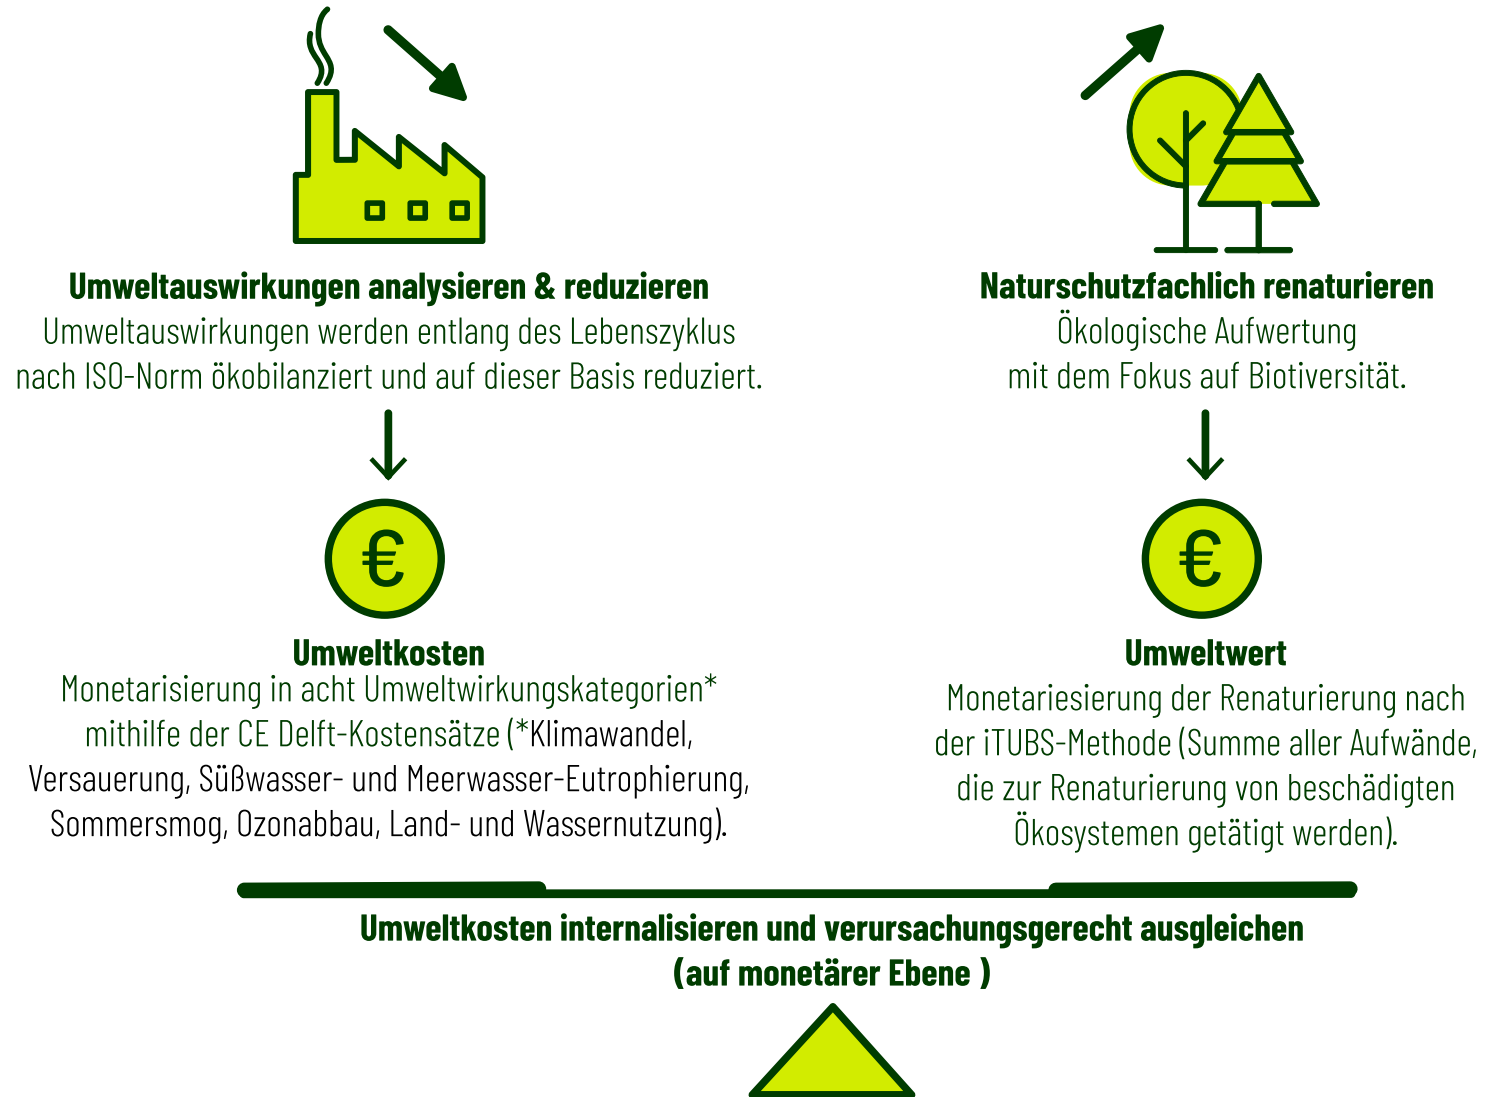 Umweltauswirkungen analysieren & reduzieren
Umweltauswirkungen werden entlang des Lebenszyklus
nach ISO-Norm ökobilanziert und auf dieser Basis reduziert.
€
Umweltkosten
Monetarisierung in acht Umweltwirkungskategorien*
mithilfe der CE Delft-Kostensätze (*Klimawandel,
Versauerung, Süßwasser- und Meerwasser-Eutrophierung,
Sommersmog, Ozonabbau, Land- und Wassernutzung).
Naturschutzfachlich renaturieren
Ökologische Aufwertung
mit dem Fokus auf Biotiversität.
€
Umweltwert
Monetariesierung der Renaturierung nach
der iTUBS-Methode (Summe aller Aufwände,
die zur Renaturierung von beschädigten
Ökosystemen getätigt werden).
Umweltkosten internalisieren und verursachungsgerecht ausgleichen
(auf monetärer Ebene )